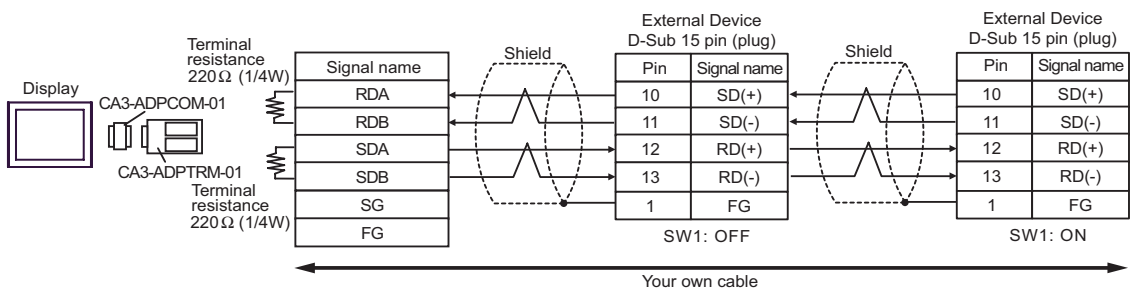 External Device
D-Sub 15 pin (plug)
External Device
D-Sub 15 pin (plug)
Terminal
resistance
220Ω (1/4W)
Shield
Shield
Display
CA3-ADPCOM-01
CA3-ADPTRM-01
Terminal
resistance
220Ω (1/4W)
Signal name
RDA
RDB
SDA
SDB
SG
FG
Pin Signal name
10 SD(+)
11 SD(-)
12 RD(+)
13 RD(-)
1 FG
SW1: OFF
Pin Signal name
10 SD(+)
11 SD(-)
12 RD(+)
13 RD(-)
1 FG
SW1: ON
Your own cable